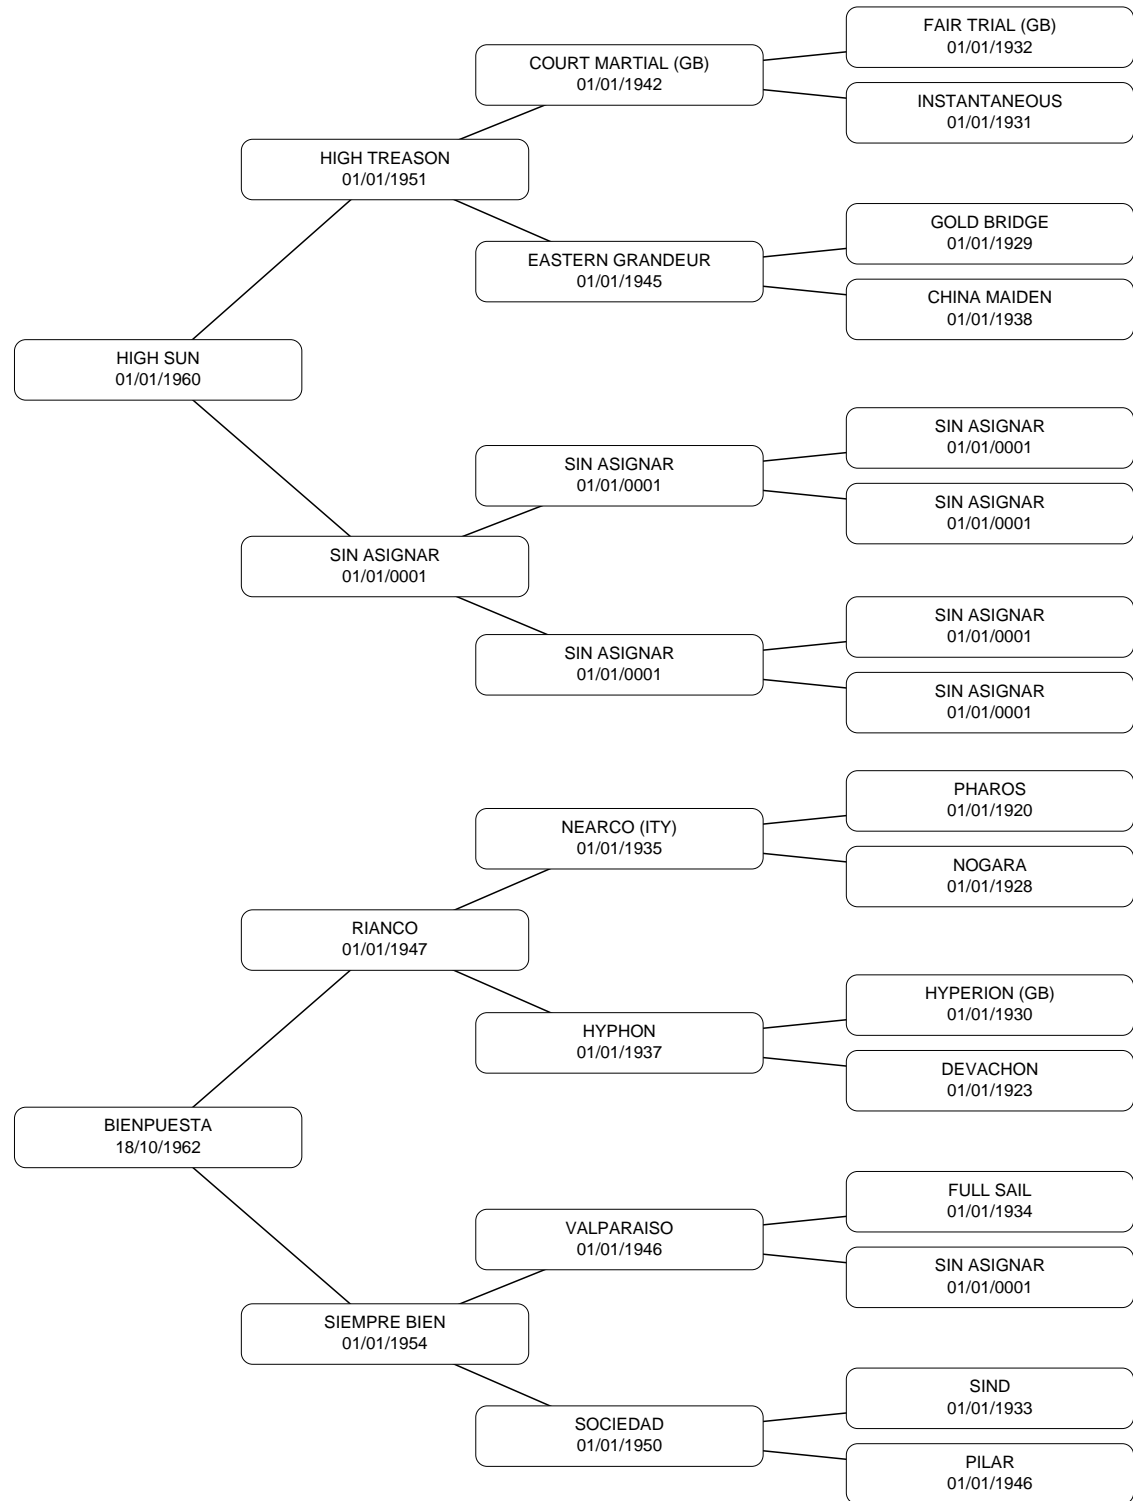 FAIR TRIAL (GB)
01/01/1932
COURT MARTIAL (GB)
01/01/1942
INSTANTANEOUS
01/01/1931
HIGH TREASON
01/01/1951
GOLD BRIDGE
01/01/1929
EASTERN GRANDEUR
01/01/1945
CHINA MAIDEN
01/01/1938
HIGH SUN
01/01/1960
SIN ASIGNAR
01/01/0001
SIN ASIGNAR
01/01/0001
SIN ASIGNAR
01/01/0001
SIN ASIGNAR
01/01/0001
SIN ASIGNAR
01/01/0001
SIN ASIGNAR
01/01/0001
SIN ASIGNAR
01/01/0001
PHAROS
01/01/1920
NEARCO (ITY)
01/01/1935
NOGARA
01/01/1928
RIANCO
01/01/1947
HYPERION (GB)
01/01/1930
HYPHON
01/01/1937
DEVACHON
01/01/1923
BIENPUESTA
18/10/1962
FULL SAIL
01/01/1934
VALPARAISO
01/01/1946
SIN ASIGNAR
01/01/0001
SIEMPRE BIEN
01/01/1954
SIND
01/01/1933
SOCIEDAD
01/01/1950
PILAR
01/01/1946